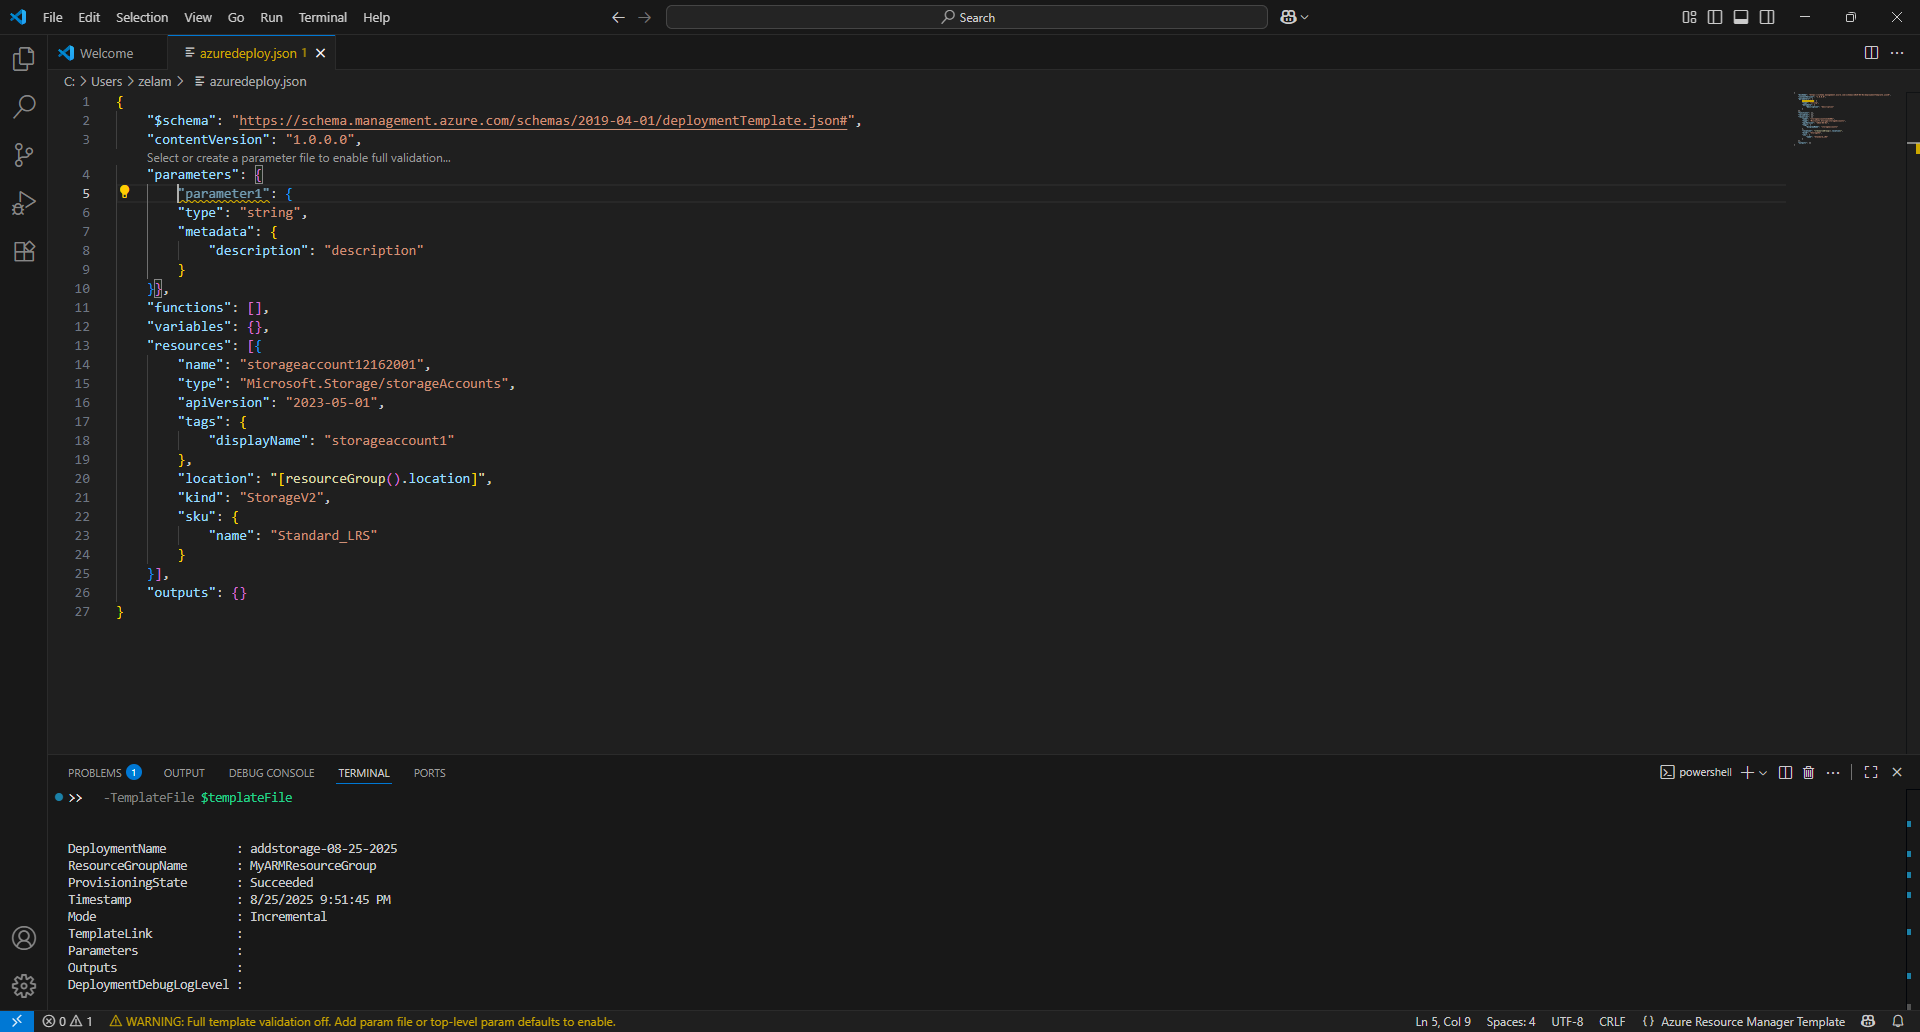 File Edit Selection View Go Run Terminal Help
Search
Welcome
azuredeploy.json 1
C: > Users > zelam > azuredeploy.json
1 {
2 "$schema": "https://schema.management.azure.com/schemas/2019-04-01/deploymentTemplate.json#",
3 "contentVersion": "1.0.0.0",
Select or create a parameter file to enable full validation...
4 "parameters": {
5 "parameter1": {
6 "type": "string",
7 "metadata": {
8 "description": "description"
9 }
10 }},
11 "functions": [],
12 "variables": {},
13 "resources": [{
14 "name": "storageaccount12162001",
15 "type": "Microsoft.Storage/storageAccounts",
16 "apiVersion": "2023-05-01",
17 "tags": {
18 "displayName": "storageaccount1"
19 },
20 "location": "[resourceGroup().location]",
21 "kind": "StorageV2",
22 "sku": {
23 "name": "Standard_LRS"
24 }
25 }],
26 "outputs": {}
27 }
PROBLEMS 1 OUTPUT DEBUG CONSOLE TERMINAL PORTS
powershell
>> -TemplateFile $templateFile
DeploymentName : addstorage-08-25-2025
ResourceGroupName : MyARMResourceGroup
ProvisioningState : Succeeded
Timestamp : 8/25/2025 9:51:45 PM
Mode : Incremental
TemplateLink :
Parameters :
Outputs :
DeploymentDebugLogLevel :
0 1 WARNING: Full template validation off. Add param file or top-level param defaults to enable.
Ln 5, Col 9 Spaces: 4 UTF-8 CRLF {} Azure Resource Manager Template